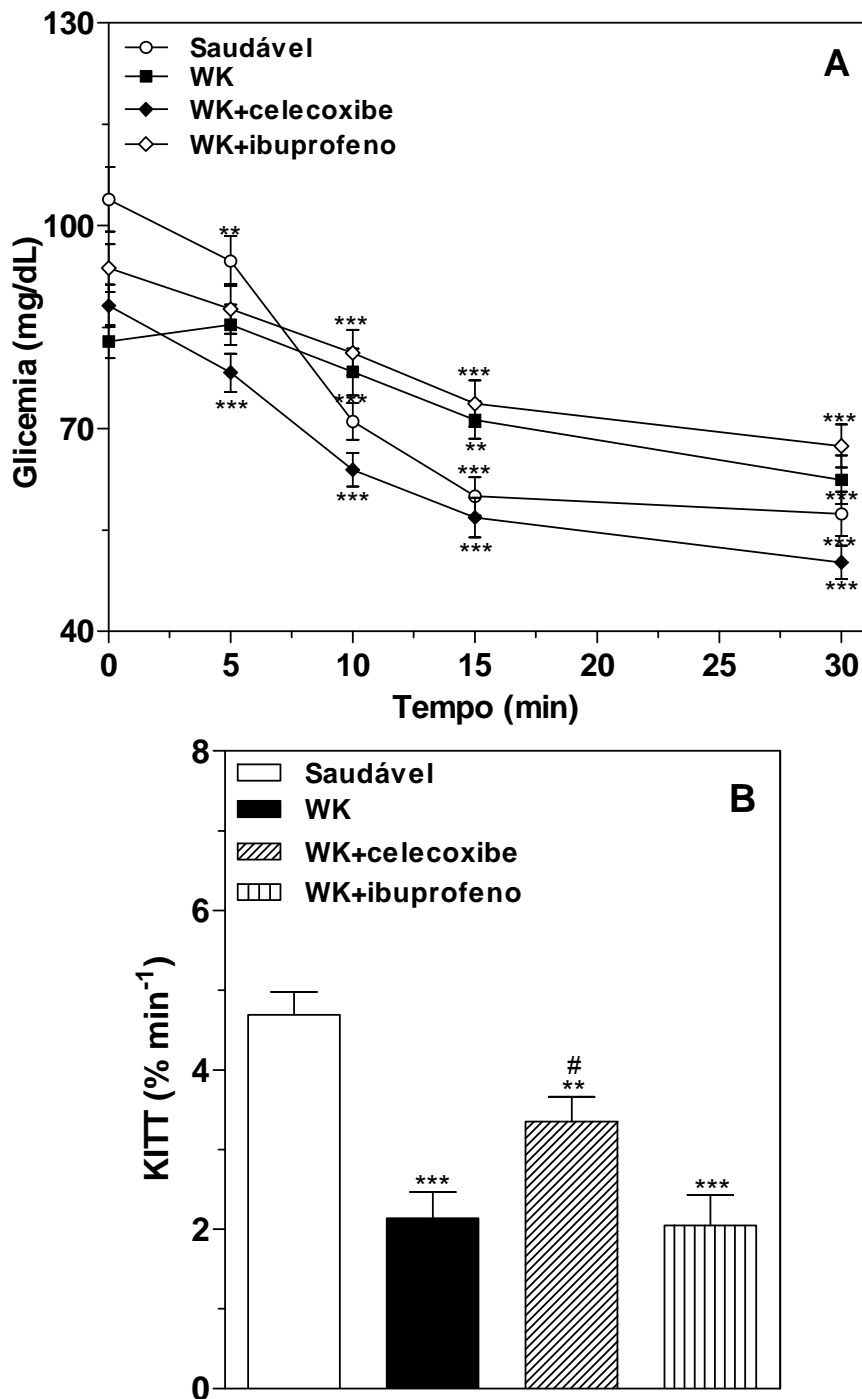 130
Saudável
WK
WK+celecoxibe
WK+ibuprofeno
A
100
70
40
Glicemia (mg/dL)
**
***
***
***
***
***
**
***
***
***
***
***
***
0 5 10 15 20 25 30
Tempo (min)
8
Saudável
WK
WK+celecoxibe
WK+ibuprofeno
B
6
4
2
0
KITT (% min⁻¹)
#
**
***
***